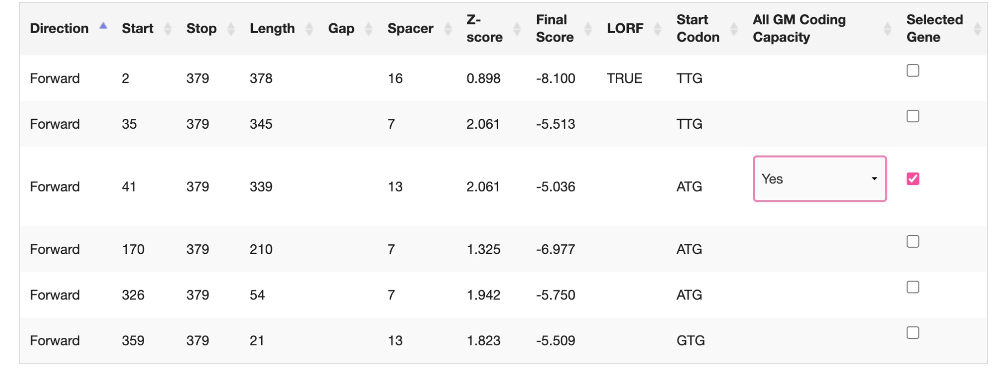 Direction Start Stop Length Gap Spacer Z-score Final Score LORF Start Codon All GM Coding Capacity Selected Gene
Forward 2 379 378 16 0.898 -8.100 TRUE TTG
Forward 35 379 345 7 2.061 -5.513 TTG
Forward 41 379 339 13 2.061 -5.036 ATG Yes
Forward 170 379 210 7 1.325 -6.977 ATG
Forward 326 379 54 7 1.942 -5.750 ATG
Forward 359 379 21 13 1.823 -5.509 GTG